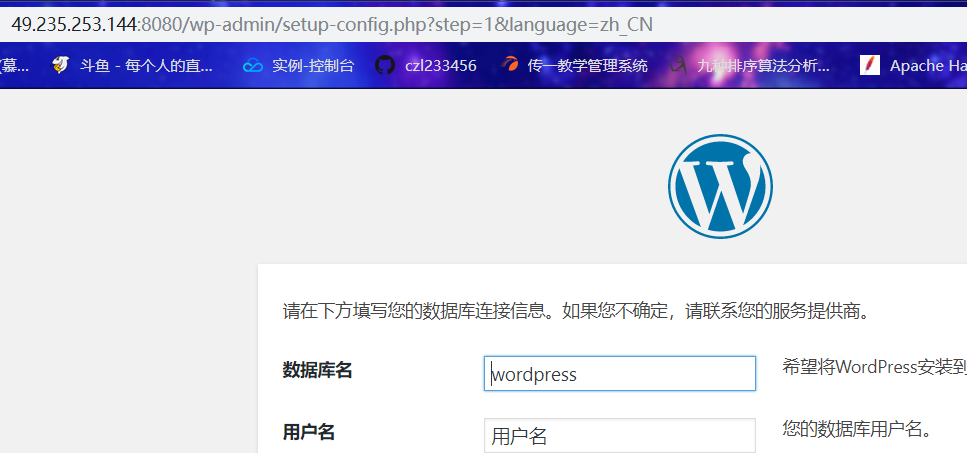 49.235.253.144:8080/wp-admin/setup-config.php?step=1&language=zh_CN
(慕... 斗鱼 - 每个人的直... 实例-控制台 czl233456 传一教学管理系统 九种排序算法分析... Apache Ha
请在下方填写您的数据库连接信息。如果您不确定，请联系您的服务提供商。
数据库名 wordpress 希望将WordPress安装到
用户名 用户名 您的数据库用户名。